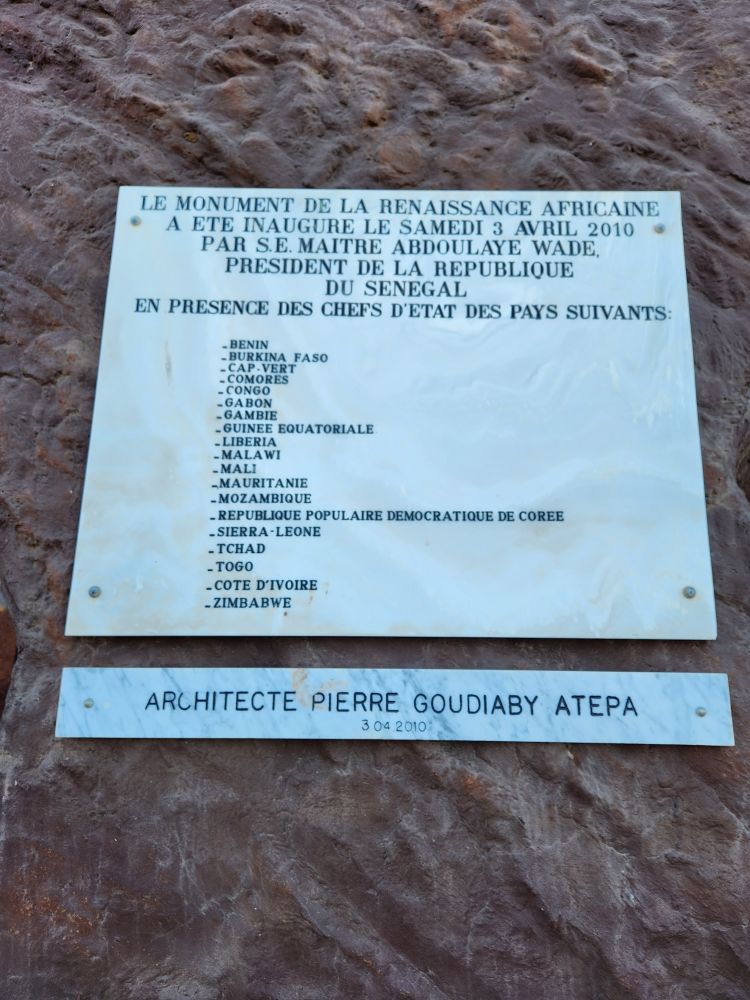 LE MONUMENT DE LA RENAISSANCE AFRICAINE
A ETE INAUGURE LE SAMEDI 3 AVRIL 2010
PAR S.E. MAITRE ABDOULAYE WADE,
PRESIDENT DE LA REPUBLIQUE
DU SENEGAL
EN PRESENCE DES CHEFS D'ETAT DES PAYS SUIVANTS:
-BENIN
-BURKINA FASO
-CAP-VERT
-COMORES
-CONGO
-GABON
-GAMBIE
-GUINEE EQUATORIALE
-LIBERIA
-MALAWI
-MALI
-MAURITANIE
-MOZAMBIQUE
-REPUBLIQUE POPULAIRE DEMOCRATIQUE DE COREE
-SIERRA-LEONE
-TCHAD
-TOGO
-COTE D'IVOIRE
-ZIMBABWE
ARCHITECTE PIERRE GOUDIABY ATEPA
3 04 2010